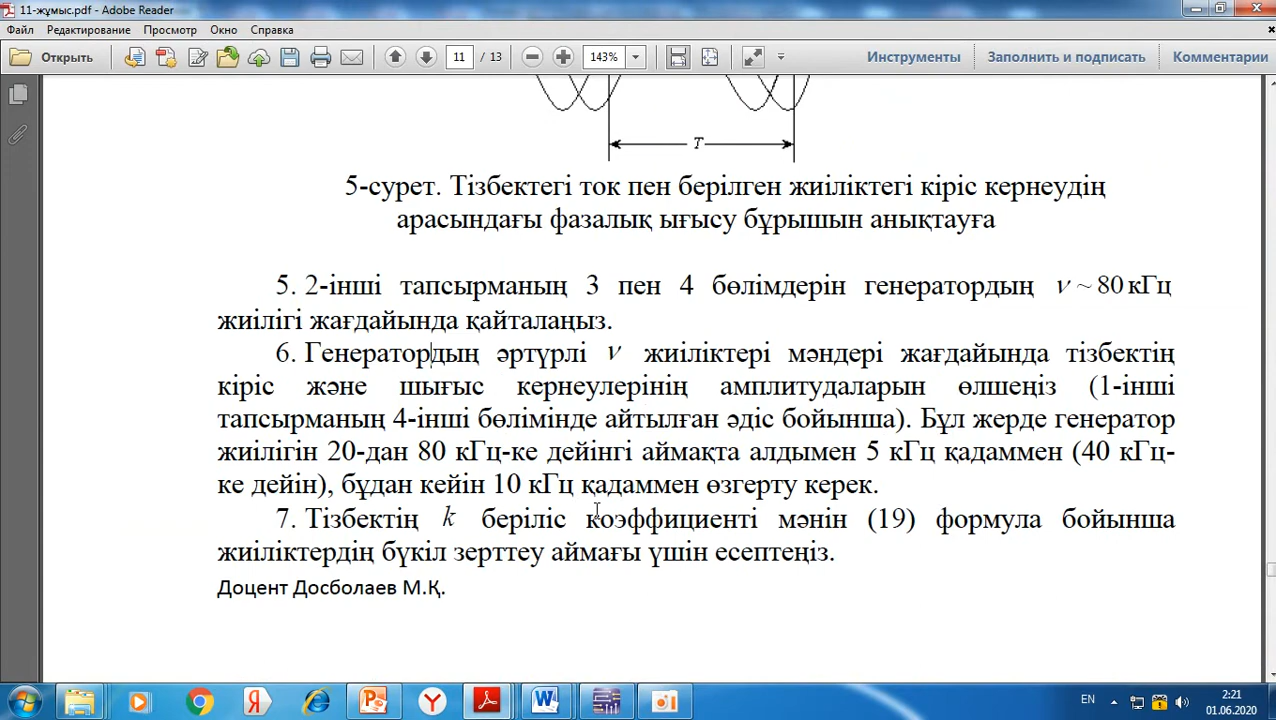 11-жұмыс.pdf - Adobe Reader
Файл Редактирование Просмотр Окно Справка
Открыть 11 / 13 143% Инструменты Заполнить и подписать Комментарии
T
5-сурет. Тізбектегі ток пен берілген жиіліктегі кіріс кернеудің
арасындағы фазалық ығысу бұрышын анықтауға
5. 2-інші тапсырманың 3 пен 4 бөлімдерін генератордың ν ~ 80 кГц
жиілігі жағдайында қайталаңыз.
6. Генератордың әртүрлі ν жиіліктері мәндері жағдайында тізбектің
кіріс және шығыс кернеулерінің амплитудаларын өлшеңіз (1-інші
тапсырманың 4-інші бөлімінде айтылған әдіс бойынша). Бұл жерде генератор
жиілігін 20-дан 80 кГц-ке дейінгі аймақта алдымен 5 кГц қадаммен (40 кГц-
ке дейін), бұдан кейін 10 кГц қадаммен өзгерту керек.
7. Тізбектің k беріліс коэффициенті мәнін (19) формула бойынша
жиіліктердің бүкіл зерттеу аймағы үшін есептеңіз.
Доцент Досболаев М.Қ.
EN 2:21
01.06.2020